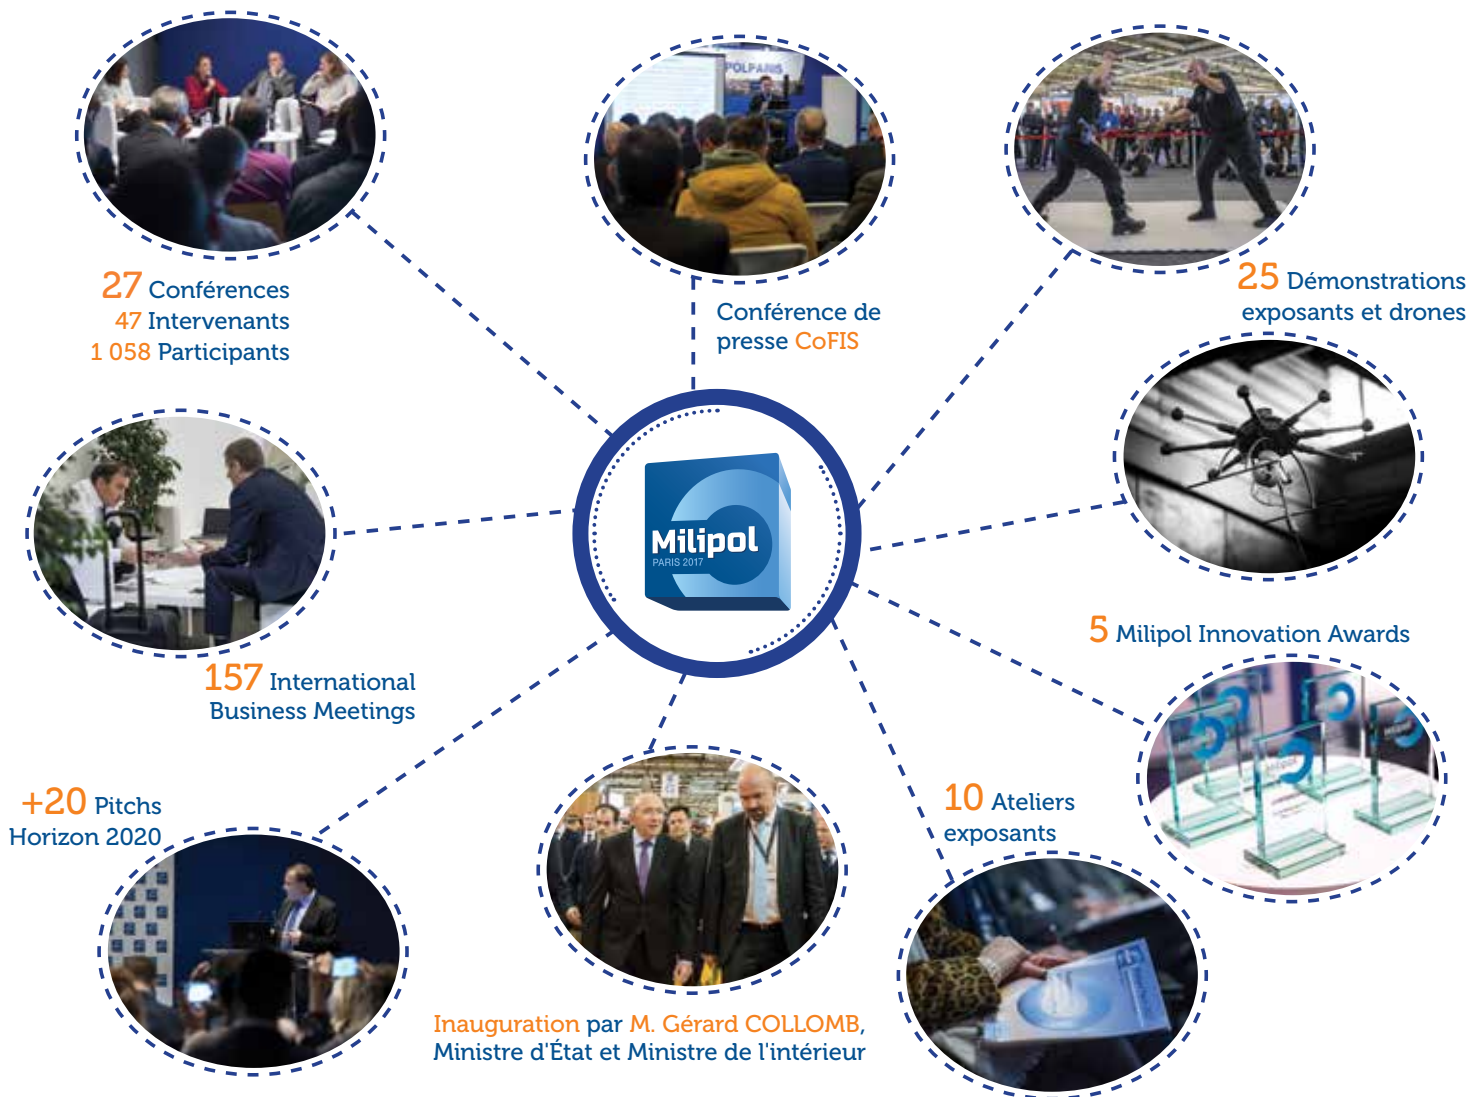 POLPARIS
27 Conférences
47 Intervenants
1 058 Participants
Conférence de
presse CoFIS
25 Démonstrations
exposants et drones
Milipol
PARIS 2017
157 International
Business Meetings
5 Milipol Innovation Awards
+20 Pitchs
Horizon 2020
10 Ateliers
exposants
Inauguration par M. Gérard COLLOMB,
Ministre d'État et Ministre de l'intérieur